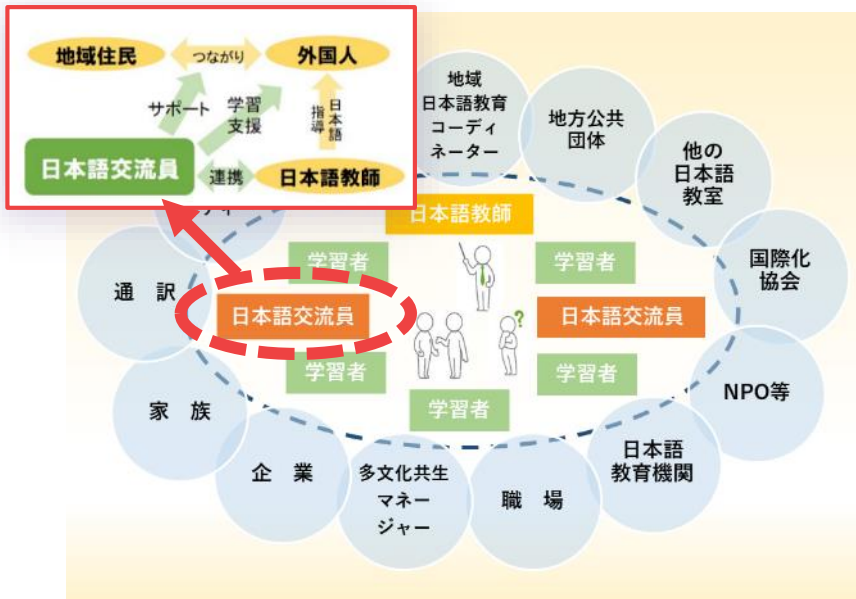 地域住民
つながり
外国人
サポート
学習
支援
日本語
指導
日本語交流員
連携
日本語教師
地域
日本語教育
コーディ
ネーター
地方公共
団体
他の
日本語
教室
国際化
協会
NPO等
日本語
教育機関
職 場
多文化共生
マネー
ジャー
企 業
家 族
通 訳
ティ
日本語教師
学習者
学習者
日本語交流員
日本語交流員
?
学習者
学習者
学習者